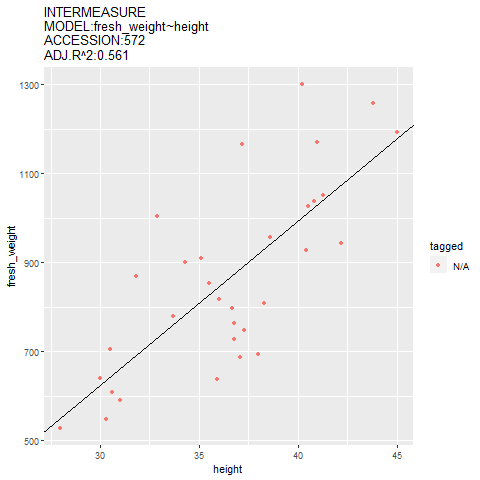 INTERMEASURE
MODEL:fresh_weight~height
ACCESSION:572
ADJ.R^2:0.561
1300
1100
900
700
500
fresh_weight
30 35 40 45
height
tagged
N/A